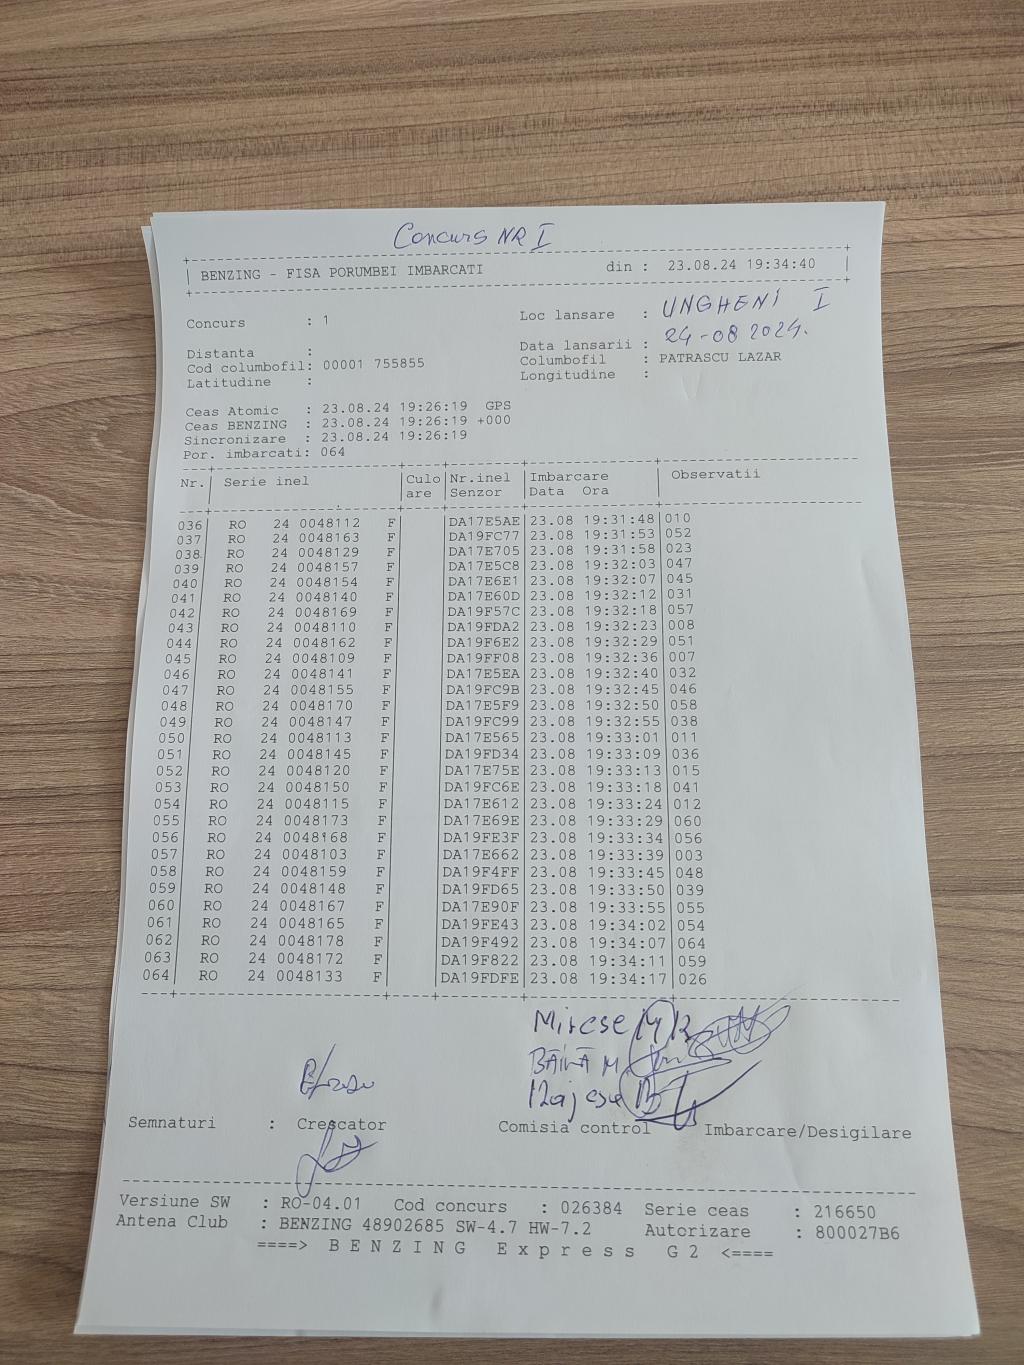 Concurs NR I
BENZING - FISA PORUMBEI IMBARCATI din : 23.08.24 19:34:40
Concurs : 1 Loc lansare : UNGHENI I
Distanta : Data lansarii : 24-08 2024.
Cod columbofil: 00001 755855 Columbofil : PATRASCU LAZAR
Latitudine : Longitudine :
Ceas Atomic : 23.08.24 19:26:19 GPS
Ceas BENZING : 23.08.24 19:26:19 +000
Sincronizare : 23.08.24 19:26:19
Por. imbarcati: 064
Nr. Serie inel Culo Nr.inel Imbarcare Observatii
are Senzor Data Ora
036 RO 24 0048112 F DA17E5AE 23.08 19:31:48 010
037 RO 24 0048163 F DA19FC77 23.08 19:31:53 052
038 RO 24 0048129 F DA17E705 23.08 19:31:58 023
039 RO 24 0048157 F DA17E5C8 23.08 19:32:03 047
040 RO 24 0048154 F DA17E6E1 23.08 19:32:07 045
041 RO 24 0048140 F DA17E60D 23.08 19:32:12 031
042 RO 24 0048169 F DA19F57C 23.08 19:32:18 057
043 RO 24 0048110 F DA19FDA2 23.08 19:32:23 008
044 RO 24 0048162 F DA19F6E2 23.08 19:32:29 051
045 RO 24 0048109 F DA19FF08 23.08 19:32:36 007
046 RO 24 0048141 F DA17E5EA 23.08 19:32:40 032
047 RO 24 0048155 F DA19FC9B 23.08 19:32:45 046
048 RO 24 0048170 F DA17E5F9 23.08 19:32:50 058
049 RO 24 0048147 F DA19FC99 23.08 19:32:55 038
050 RO 24 0048113 F DA17E565 23.08 19:33:01 011
051 RO 24 0048145 F DA19FD34 23.08 19:33:09 036
052 RO 24 0048120 F DA17E75E 23.08 19:33:13 015
053 RO 24 0048150 F DA19FC6E 23.08 19:33:18 041
054 RO 24 0048115 F DA17E612 23.08 19:33:24 012
055 RO 24 0048173 F DA17E69E 23.08 19:33:29 060
056 RO 24 0048168 F DA19FE3F 23.08 19:33:34 056
057 RO 24 0048103 F DA17E662 23.08 19:33:39 003
058 RO 24 0048159 F DA19F4FF 23.08 19:33:45 048
059 RO 24 0048148 F DA19FD65 23.08 19:33:50 039
060 RO 24 0048167 F DA17E90F 23.08 19:33:55 055
061 RO 24 0048165 F DA19FE43 23.08 19:34:02 054
062 RO 24 0048178 F DA19F492 23.08 19:34:07 064
063 RO 24 0048172 F DA19F822 23.08 19:34:11 059
064 RO 24 0048133 F DA19FDFE 23.08 19:34:17 026
Semnaturi : Crescator Comisia control Imbarcare/Desigilare
Versiune SW : RO-04.01 Cod concurs : 026384 Serie ceas : 216650
Antena Club : BENZING 48902685 SW-4.7 HW-7.2 Autorizare : 800027B6
====> BENZING Express G2 <====